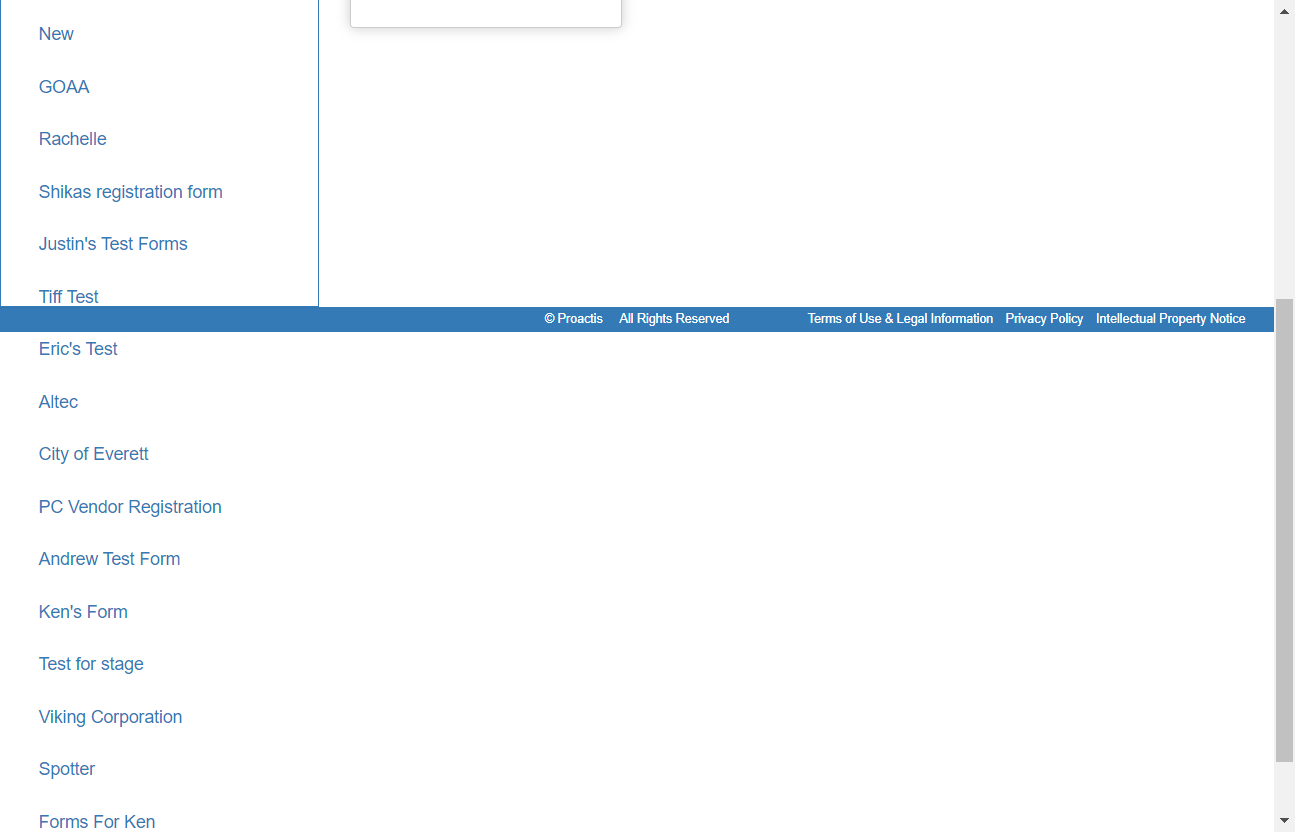 New
GOAA
Rachelle
Shikas registration form
Justin's Test Forms
Tiff Test
© Proactis All Rights Reserved Terms of Use & Legal Information Privacy Policy Intellectual Property Notice
Eric's Test
Altec
City of Everett
PC Vendor Registration
Andrew Test Form
Ken's Form
Test for stage
Viking Corporation
Spotter
Forms For Ken